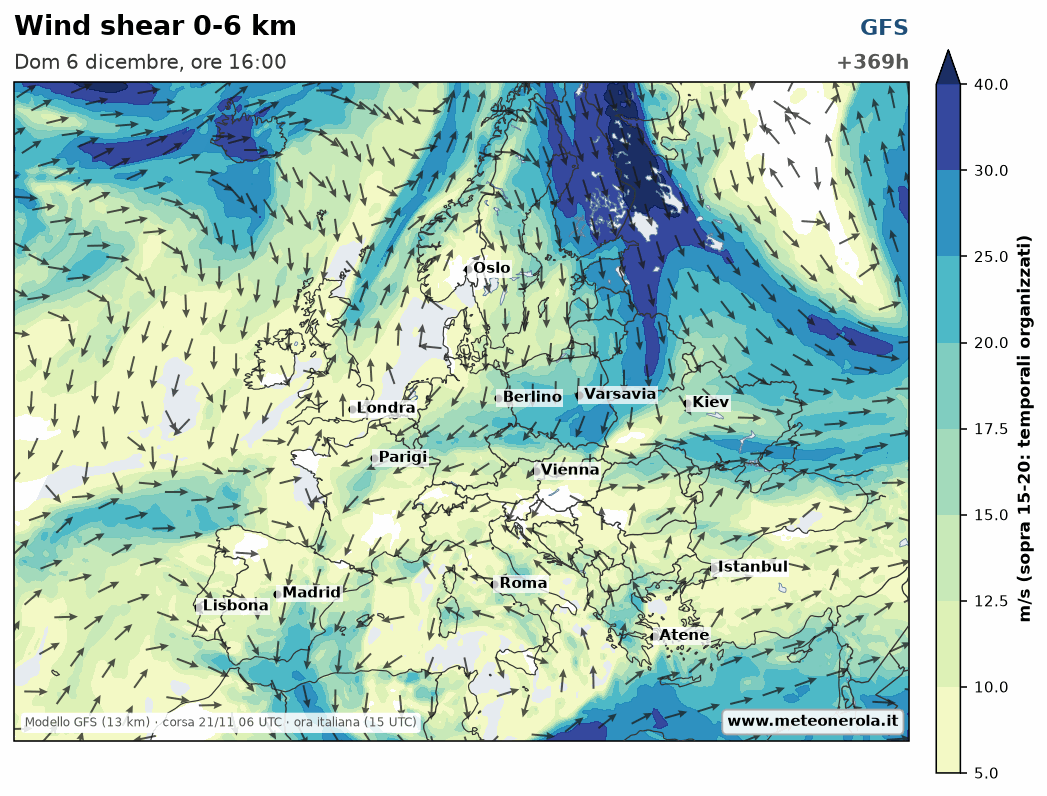 Wind shear 0-6 km
GFS
Dom 6 dicembre, ore 16:00
+369h
40.0
30.0
25.0
20.0
17.5
15.0
12.5
10.0
5.0
m/s (sopra 15-20: temporali organizzati)
Oslo
Berlino
Varsavia
Kiev
Londra
Parigi
Vienna
Istanbul
Roma
Madrid
Lisbona
Atene
Modello GFS (13 km) · corsa 21/11 06 UTC · ora italiana (15 UTC)
www.meteonerola.it